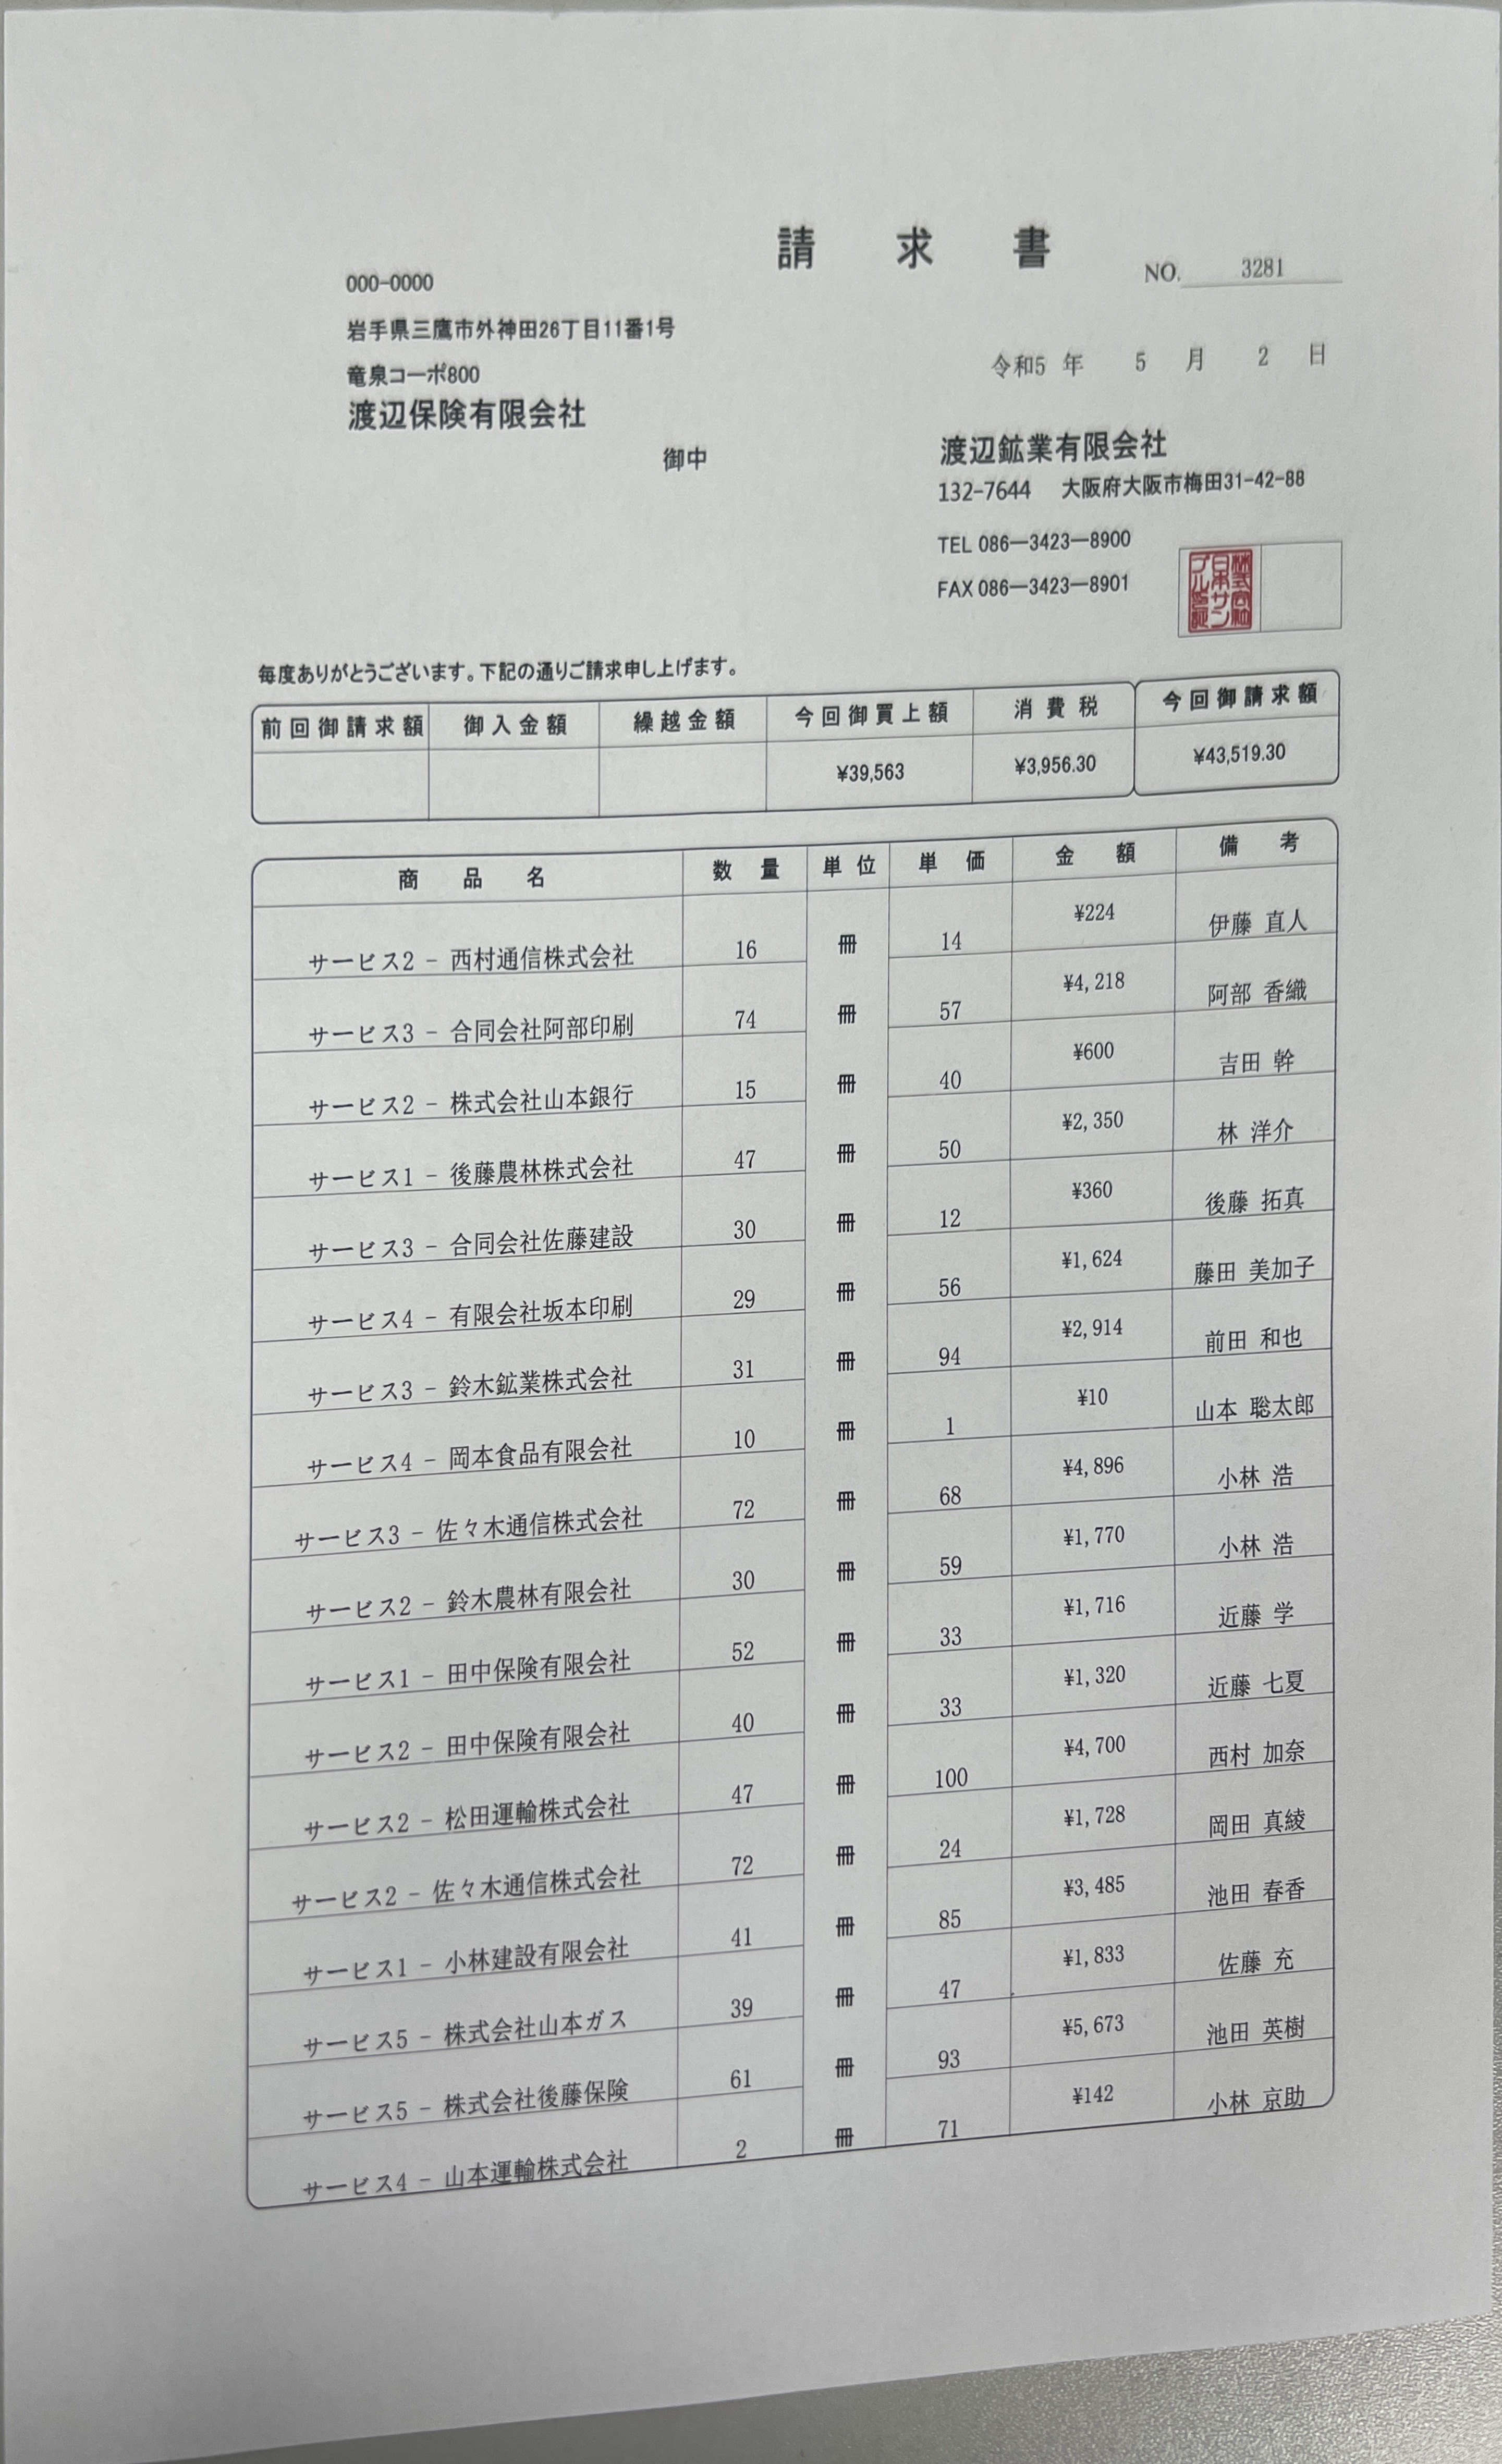 請求書
NO. 3281
000-0000
岩手県三鷹市外神田26丁目11番1号
竜泉コーポ800
渡辺保険有限会社
御中
令和5 年 5 月 2 日
渡辺鉱業有限会社
132-7644 大阪府大阪市梅田31-42-88
TEL 086―3423―8900
FAX 086―3423―8901
株式会社
日本サン
プル印証
毎度ありがとうございます。下記の通りご請求申し上げます。
前回御請求額 御入金額 繰越金額 今回御買上額 消費税 今回御請求額
¥39,563 ¥3,956.30 ¥43,519.30
商品名 数量 単位 単価 金額 備考
サービス2 - 西村通信株式会社 16 冊 14 ¥224 伊藤 直人
サービス3 - 合同会社阿部印刷 74 冊 57 ¥4,218 阿部 香織
サービス2 - 株式会社山本銀行 15 冊 40 ¥600 吉田 幹
サービス1 - 後藤農林株式会社 47 冊 50 ¥2,350 林 洋介
サービス3 - 合同会社佐藤建設 30 冊 12 ¥360 後藤 拓真
サービス4 - 有限会社坂本印刷 29 冊 56 ¥1,624 藤田 美加子
サービス3 - 鈴木鉱業株式会社 31 冊 94 ¥2,914 前田 和也
サービス4 - 岡本食品有限会社 10 冊 1 ¥10 山本 聡太郎
サービス3 - 佐々木通信株式会社 72 冊 68 ¥4,896 小林 浩
サービス2 - 鈴木農林有限会社 30 冊 59 ¥1,770 小林 浩
サービス1 - 田中保険有限会社 52 冊 33 ¥1,716 近藤 学
サービス2 - 田中保険有限会社 40 冊 33 ¥1,320 近藤 七夏
サービス2 - 松田運輸株式会社 47 冊 100 ¥4,700 西村 加奈
サービス2 - 佐々木通信株式会社 72 冊 24 ¥1,728 岡田 真綾
サービス1 - 小林建設有限会社 41 冊 85 ¥3,485 池田 春香
サービス5 - 株式会社山本ガス 39 冊 47 ¥1,833 佐藤 充
サービス5 - 株式会社後藤保険 61 冊 93 ¥5,673 池田 英樹
サービス4 - 山本運輸株式会社 2 冊 71 ¥142 小林 京助